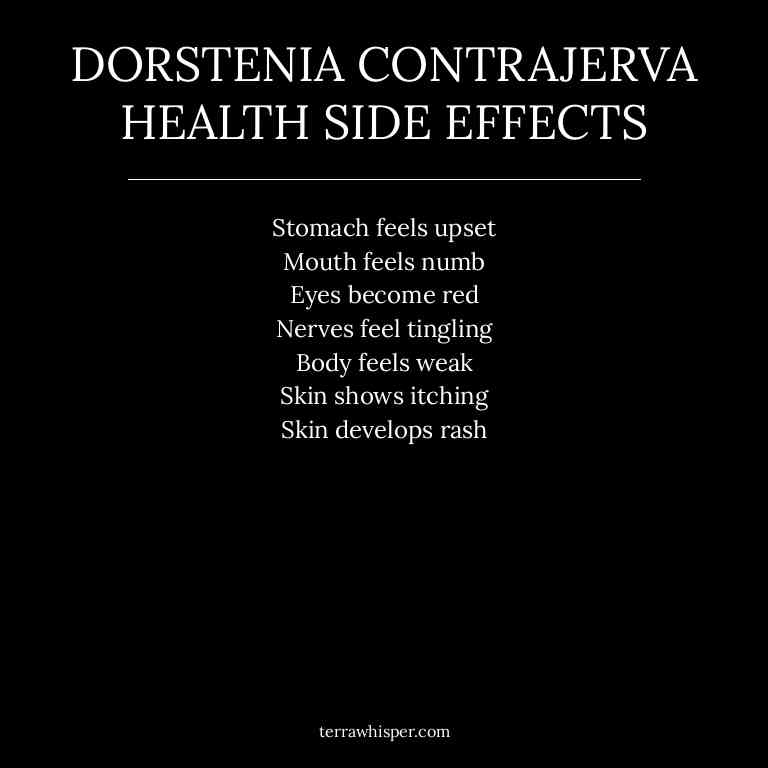 DORSTENIA CONTRAJERVA
HEALTH SIDE EFFECTS
Stomach feels upset
Mouth feels numb
Eyes become red
Nerves feel tingling
Body feels weak
Skin shows itching
Skin develops rash
terrawhisper.com